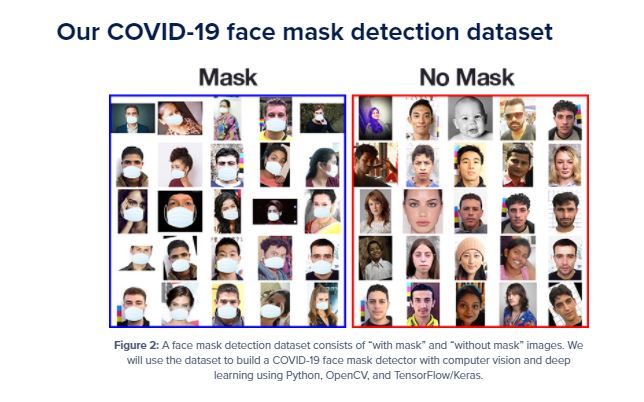 Our COVID-19 face mask detection dataset
Mask
No Mask
Figure 2: A face mask detection dataset consists of “with mask” and “without mask” images. We
will use the dataset to build a COVID-19 face mask detector with computer vision and deep
learning using Python, OpenCV, and TensorFlow/Keras.